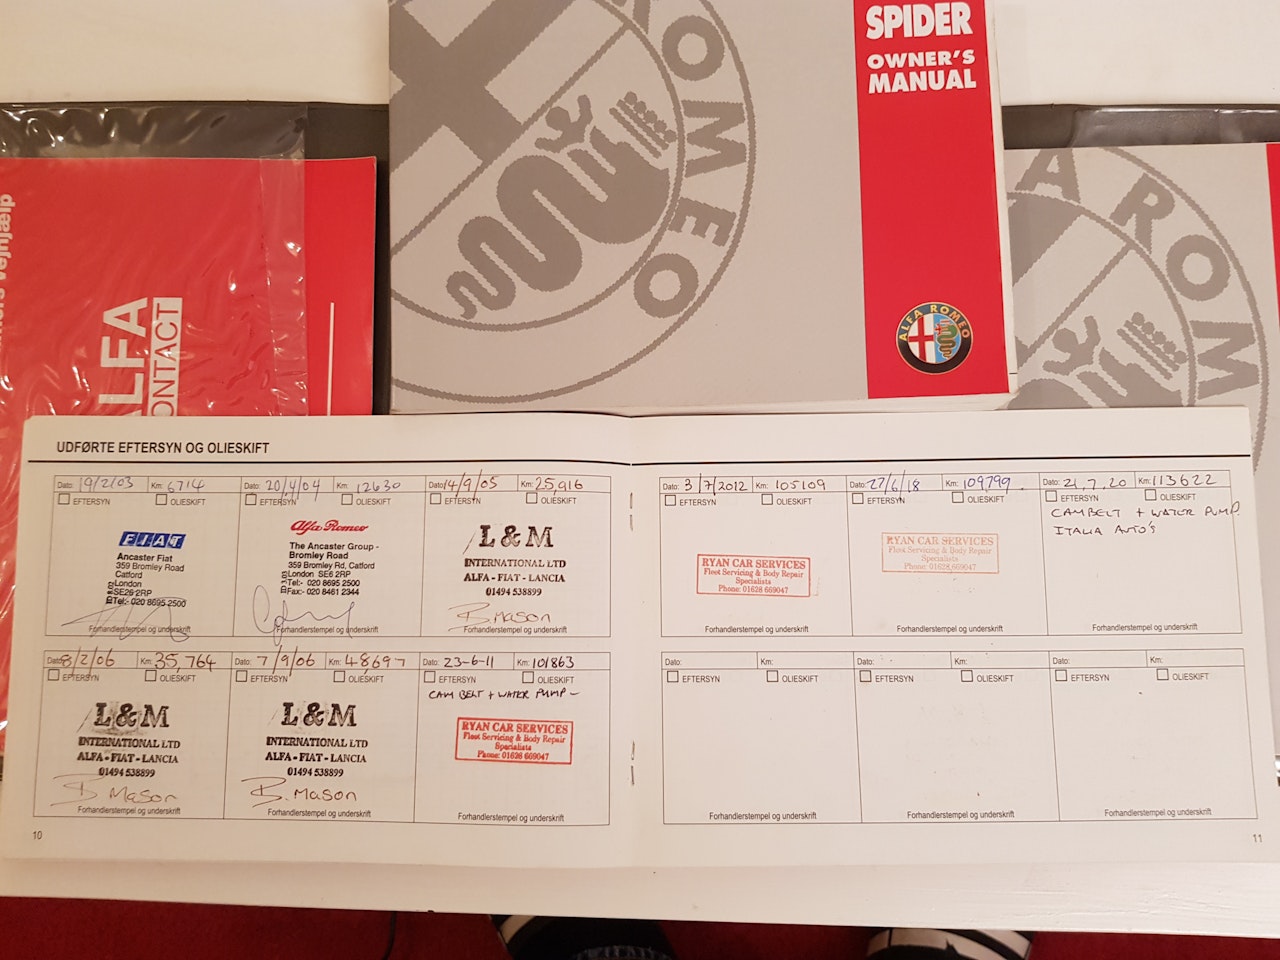 SPIDER
OWNER'S
MANUAL
ROMEO
ALFA ROMEO
ALFA
CONTACT
vejhjælp
A ROM
UDFØRTE EFTERSYN OG OLIESKIFT
Dato: 19/2/03 Km: 6714
EFTERSYN OLIESKIFT
FIAT
Ancaster Fiat
359 Bromley Road
Catford
London
SE26 2RP
Tel:- 020 8695 2500
Forhandlerstempel og underskrift
Dato: 20/4/04 Km: 12630
EFTERSYN OLIESKIFT
Alfa Romeo
The Ancaster Group -
Bromley Road
359 Bromley Rd, Catford
London SE6 2RP
Tel:- 020 8695 2500
Fax:- 020 8461 2344
Forhandlerstempel og underskrift
Dato: 14/9/05 Km: 25,916
EFTERSYN OLIESKIFT
L&M
INTERNATIONAL LTD
ALFA - FIAT - LANCIA
01494 538899
B Mason
Forhandlerstempel og underskrift
Dato: 8/2/06 Km: 35,764
EFTERSYN OLIESKIFT
L&M
INTERNATIONAL LTD
ALFA - FIAT - LANCIA
01494 538899
B Mason
Forhandlerstempel og underskrift
Dato: 7/9/06 Km: 48,697
EFTERSYN OLIESKIFT
L&M
INTERNATIONAL LTD
ALFA - FIAT - LANCIA
01494 538899
B. Mason
Forhandlerstempel og underskrift
Dato: 23-6-11 Km: 101863
EFTERSYN OLIESKIFT
CAM BELT + WATER PUMP -
RYAN CAR SERVICES
Fleet Servicing & Body Repair
Specialists
Phone: 01628 669047
Forhandlerstempel og underskrift
10
Dato: 3/7/2012 Km: 105109
EFTERSYN OLIESKIFT
RYAN CAR SERVICES
Fleet Servicing & Body Repair
Specialists
Phone: 01628 669047
Forhandlerstempel og underskrift
Dato: 27/6/18 Km: 109799
EFTERSYN OLIESKIFT
RYAN CAR SERVICES
Fleet Servicing & Body Repair
Specialists
Phone: 01628 669047
Forhandlerstempel og underskrift
Dato: 21.7.20 Km: 113622
EFTERSYN OLIESKIFT
CAMBELT + WATER PUMP.
ITALIA AUTO'S
Forhandlerstempel og underskrift
Dato: Km:
EFTERSYN OLIESKIFT
Forhandlerstempel og underskrift
Dato: Km:
EFTERSYN OLIESKIFT
Forhandlerstempel og underskrift
Dato: Km:
EFTERSYN OLIESKIFT
Forhandlerstempel og underskrift
11